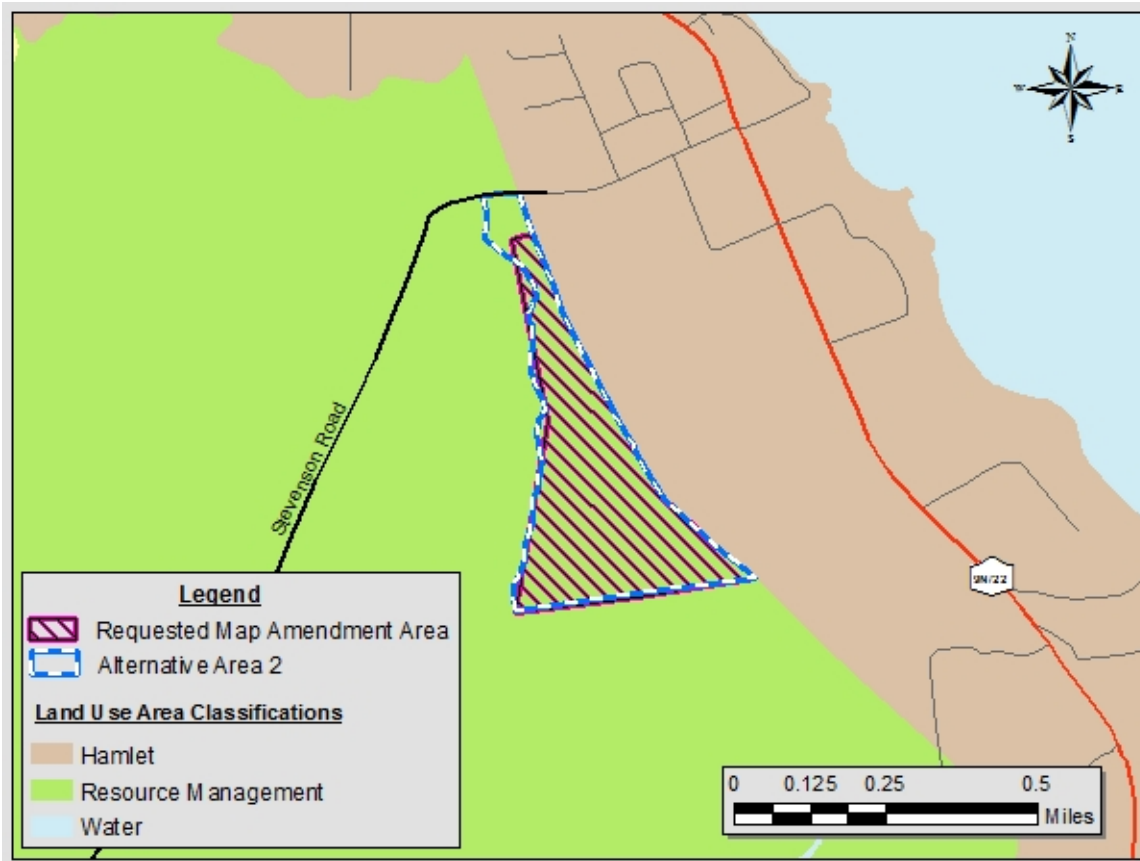 N
W E
S
Stevenson Road
9N/22
Legend
Requested Map Amendment Area
Alternative Area 2
Land Use Area Classifications
Hamlet
Resource Management
Water
0 0.125 0.25 0.5
Miles